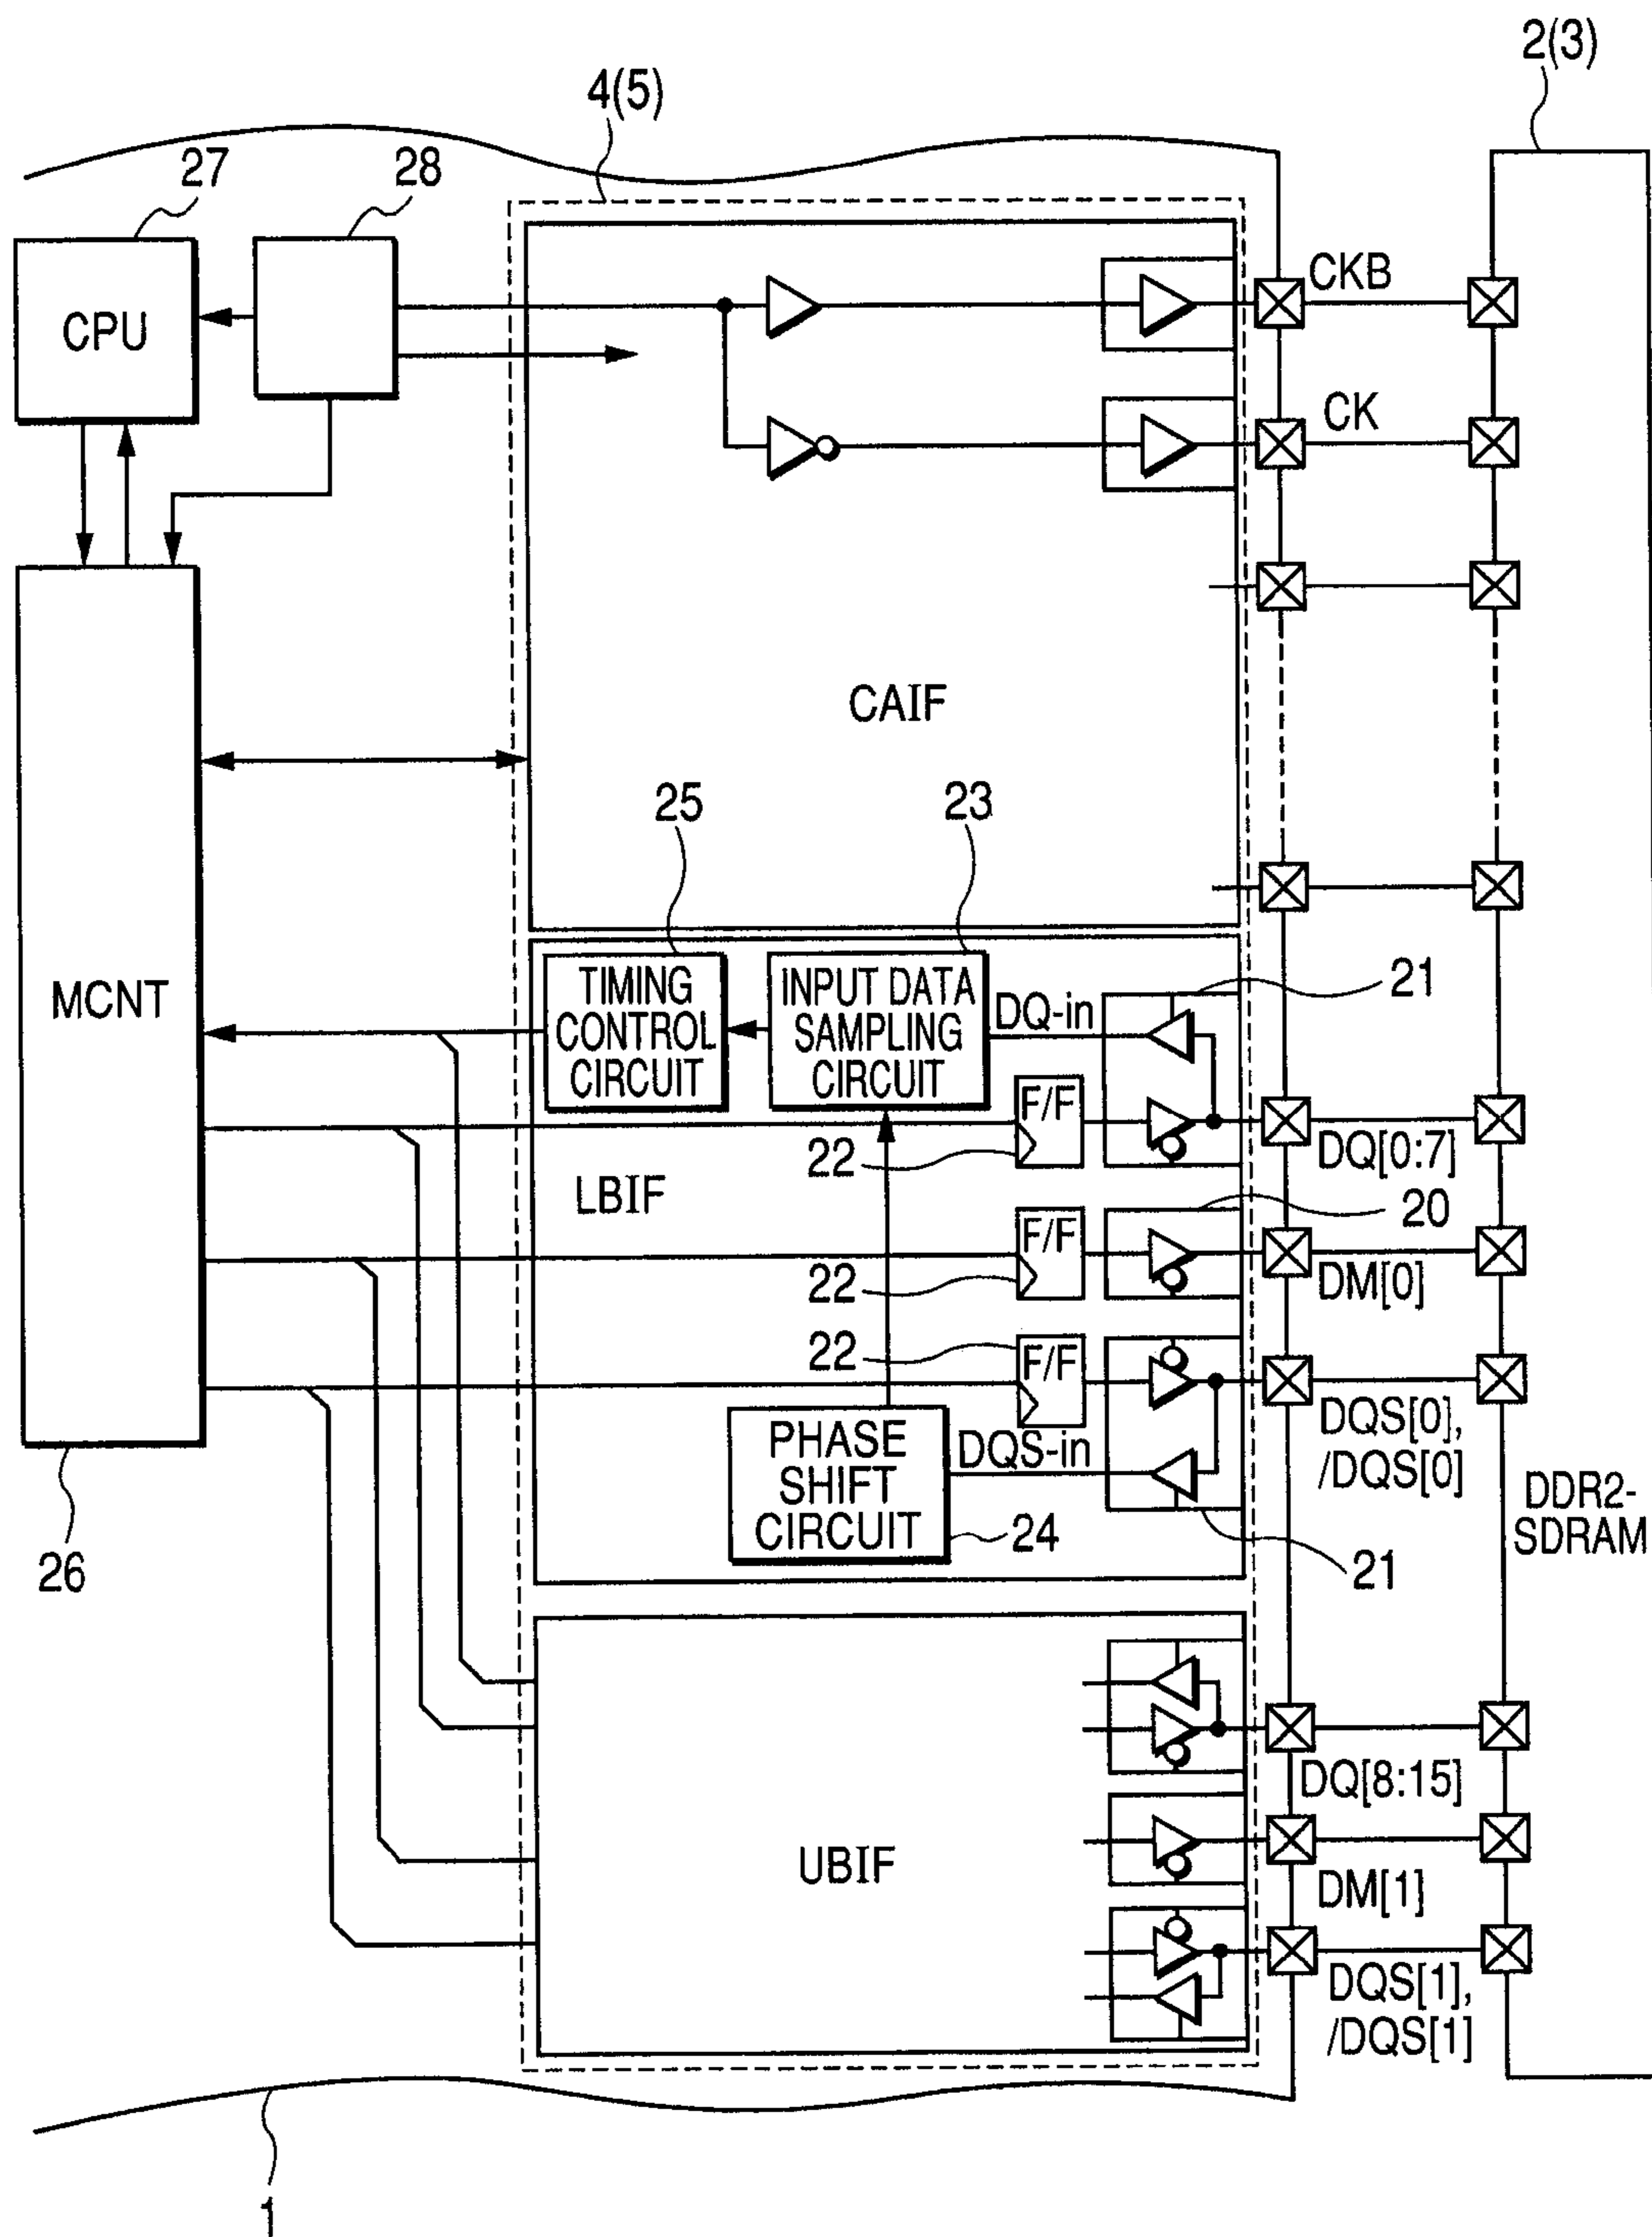 2(3)
4(5)
27
28
CPU
CKB
CK
CAIF
25
23
MCNT
TIMING
CONTROL
CIRCUIT
INPUT DATA
SAMPLING
CIRCUIT
DQ-in
21
F/F
22
DQ[0:7]
LBIF
20
F/F
22
DM[0]
22
F/F
PHASE
SHIFT
CIRCUIT
DQS-in
24
DQS[0],
/DQS[0]
21
DDR2-
SDRAM
26
DQ[8:15]
UBIF
DM[1]
DQS[1],
/DQS[1]
1